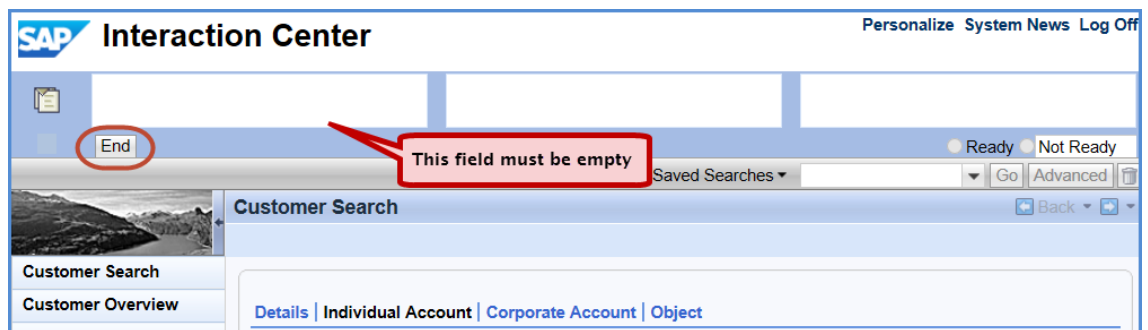 SAP Interaction Center
Personalize System News Log Off
End
This field must be empty
Ready Not Ready
Saved Searches Go Advanced
Customer Search Back
Customer Search
Customer Overview
Details | Individual Account | Corporate Account | Object